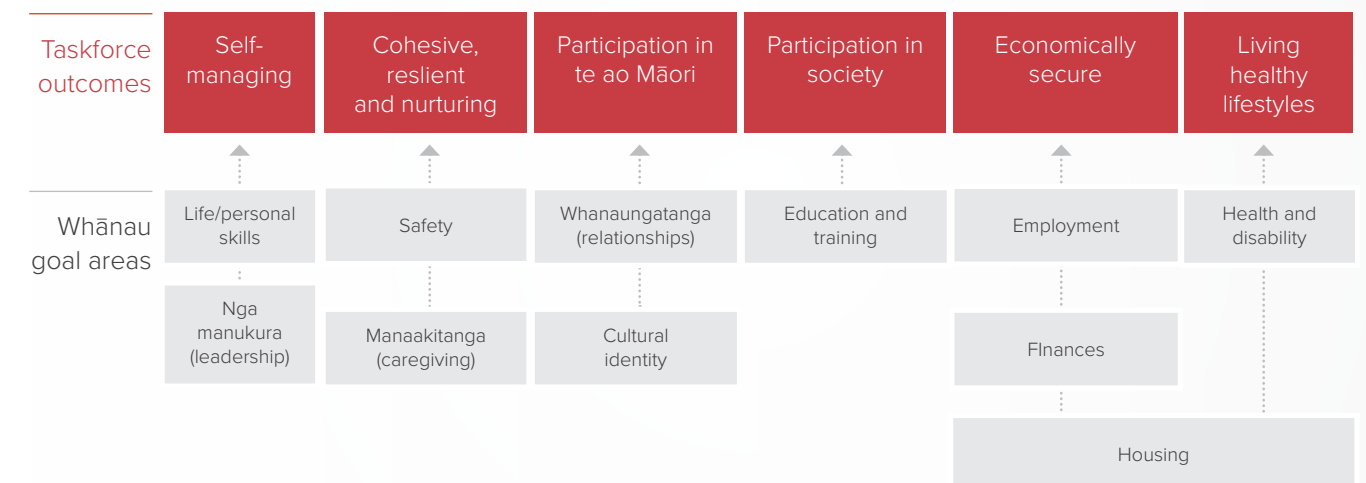 Taskforce
outcomes
Self-
managing
Cohesive,
reslient
and nurturing
Participation in
te ao Māori
Participation in
society
Economically
secure
Living
healthy
lifestyles
Whānau
goal areas
Life/personal
skills
Safety
Whanaungatanga
(relationships)
Education and
training
Employment
Health and
disability
Nga
manukura
(leadership)
Manaakitanga
(caregiving)
Cultural
identity
FInances
Housing